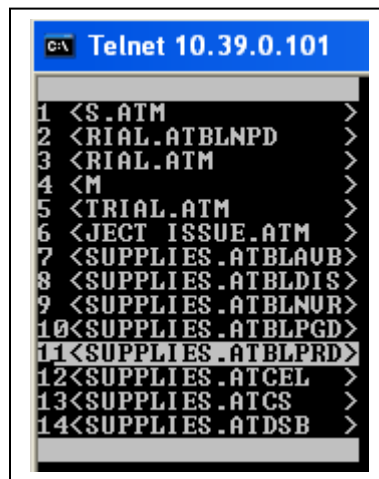 Telnet 10.39.0.101
1 <S.ATM >
2 <RIAL.ATBLNPD >
3 <RIAL.ATM >
4 <M >
5 <TRIAL.ATM >
6 <JECT ISSUE.ATM >
7 <SUPPLIES.ATBLAVB>
8 <SUPPLIES.ATBLDIS>
9 <SUPPLIES.ATBLNVR>
10<SUPPLIES.ATBLPGD>
11<SUPPLIES.ATBLPRD>
12<SUPPLIES.ATCEL >
13<SUPPLIES.ATCS >
14<SUPPLIES.ATDSB >